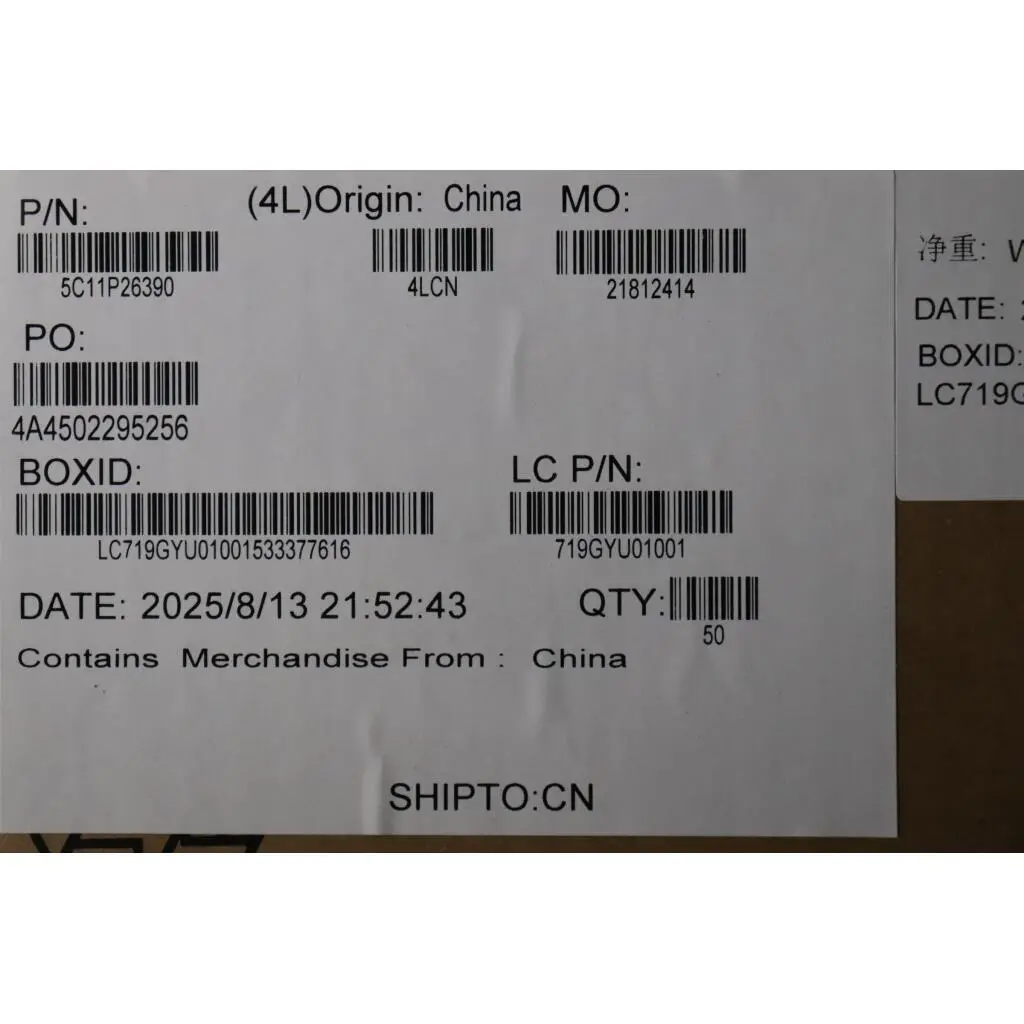 P/N: (4L)Origin: China MO:
5C11P26390 4LCN 21812414
PO:
4A4502295256
BOXID: LC P/N:
LC719GYU01001533377616 719GYU01001
DATE: 2025/8/13 21:52:43 QTY:
50
Contains Merchandise From : China
SHIPTO:CN
净重:
DATE:
BOXID: